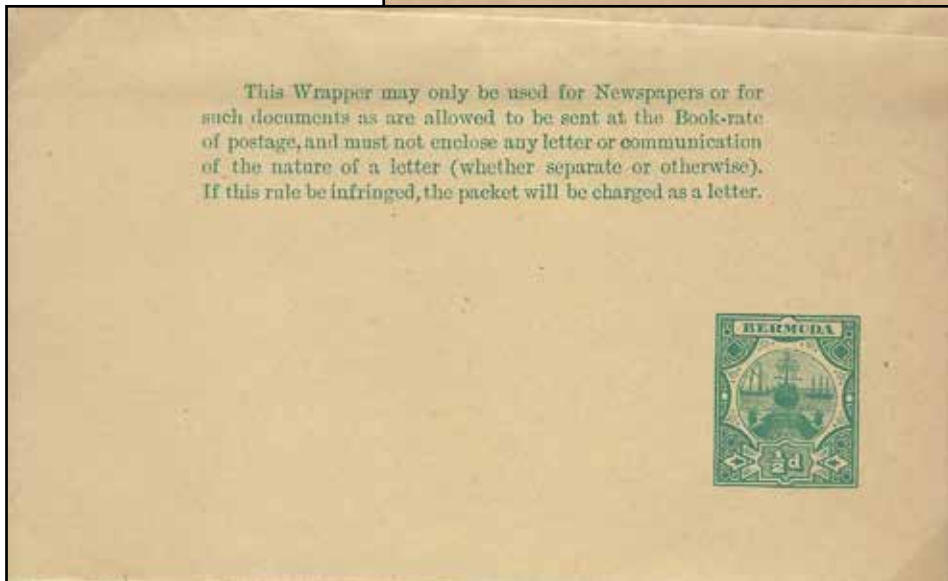 This Wrapper may only be used for Newspapers or for
such documents as are allowed to be sent at the Book-rate
of postage, and must not enclose any letter or communication
of the nature of a letter (whether separate or otherwise).
If this rule be infringed, the packet will be charged as a letter.
BERMUDA
½d